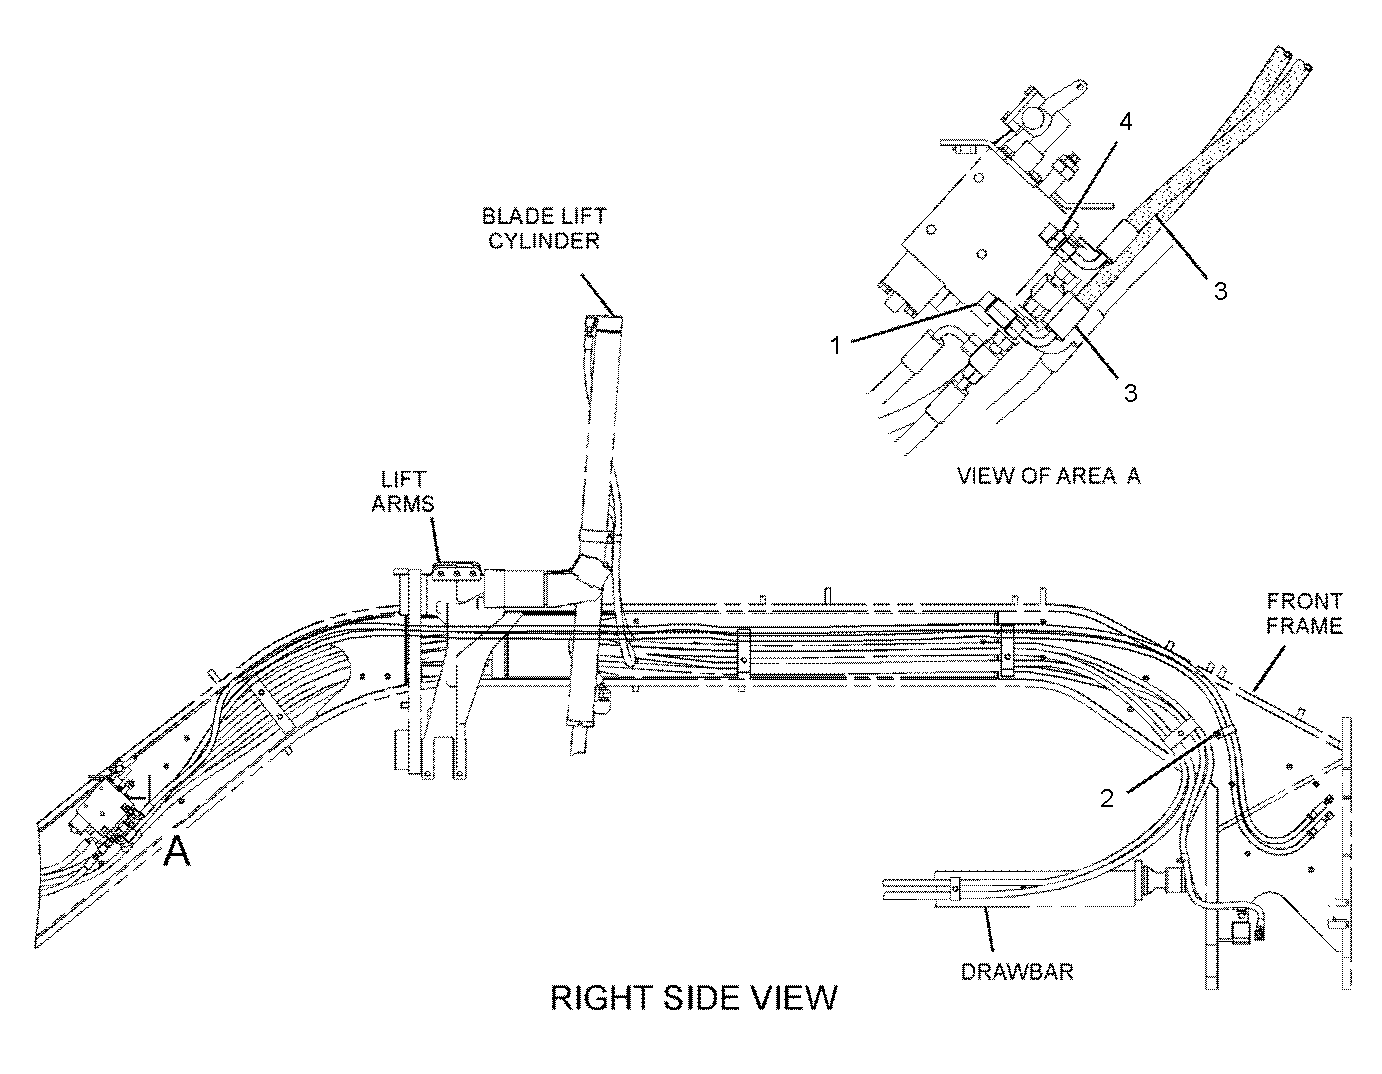 4
BLADE LIFT
CYLINDER
3
1
3
VIEW OF AREA A
LIFT
ARMS
FRONT
FRAME
2
A
DRAWBAR
RIGHT SIDE VIEW